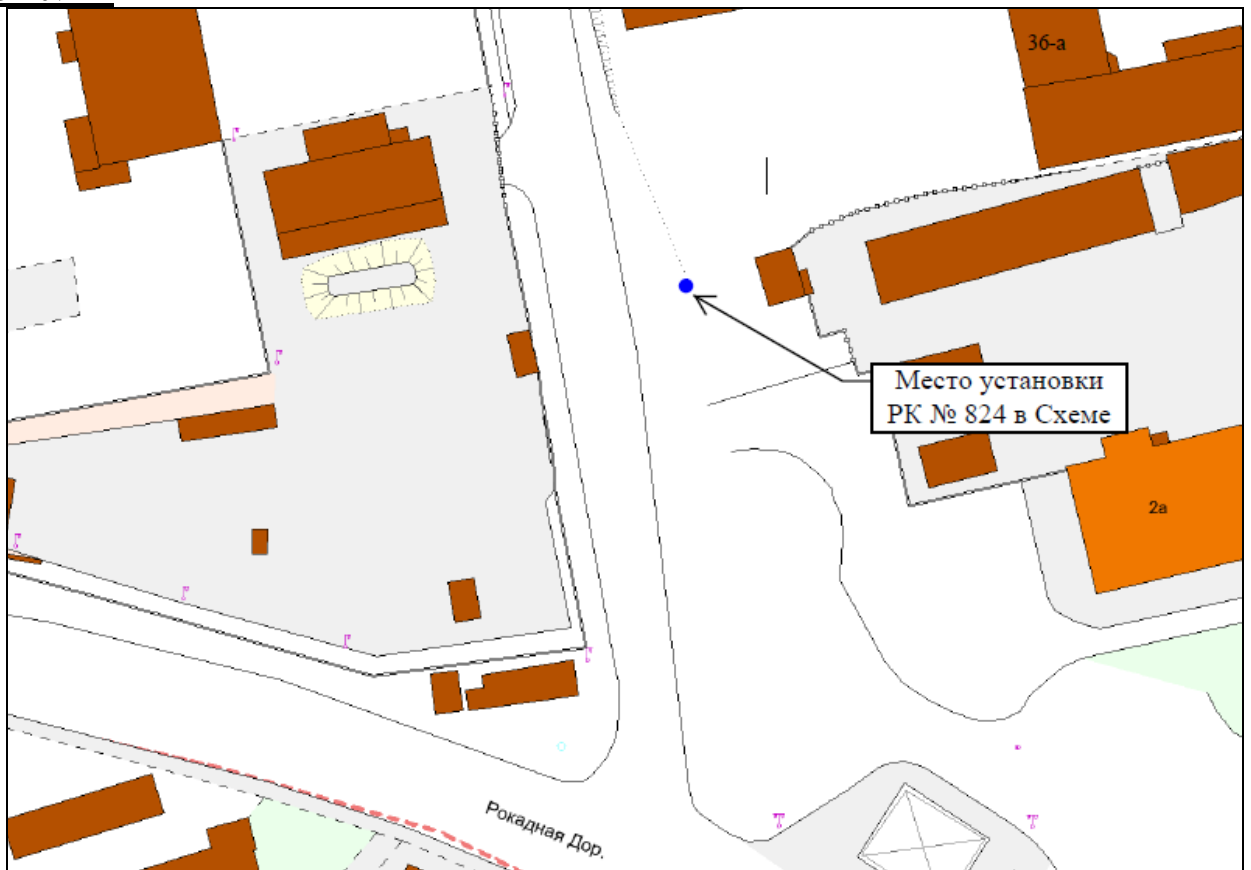 36-а
Место установки
РК № 824 в Схеме
2а
Рокадная Дор.